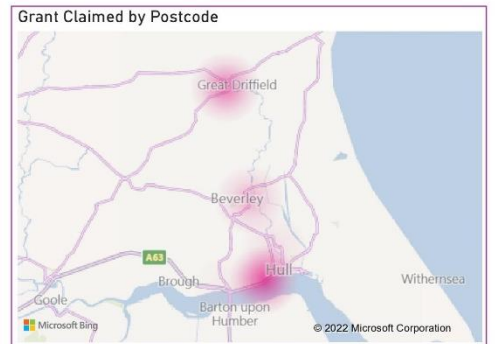 Grant Claimed by Postcode
Great Driffield
Beverley
A63
Hull
Brough
Withernsea
Goole
Barton upon
Humber
Microsoft Bing
© 2022 Microsoft Corporation